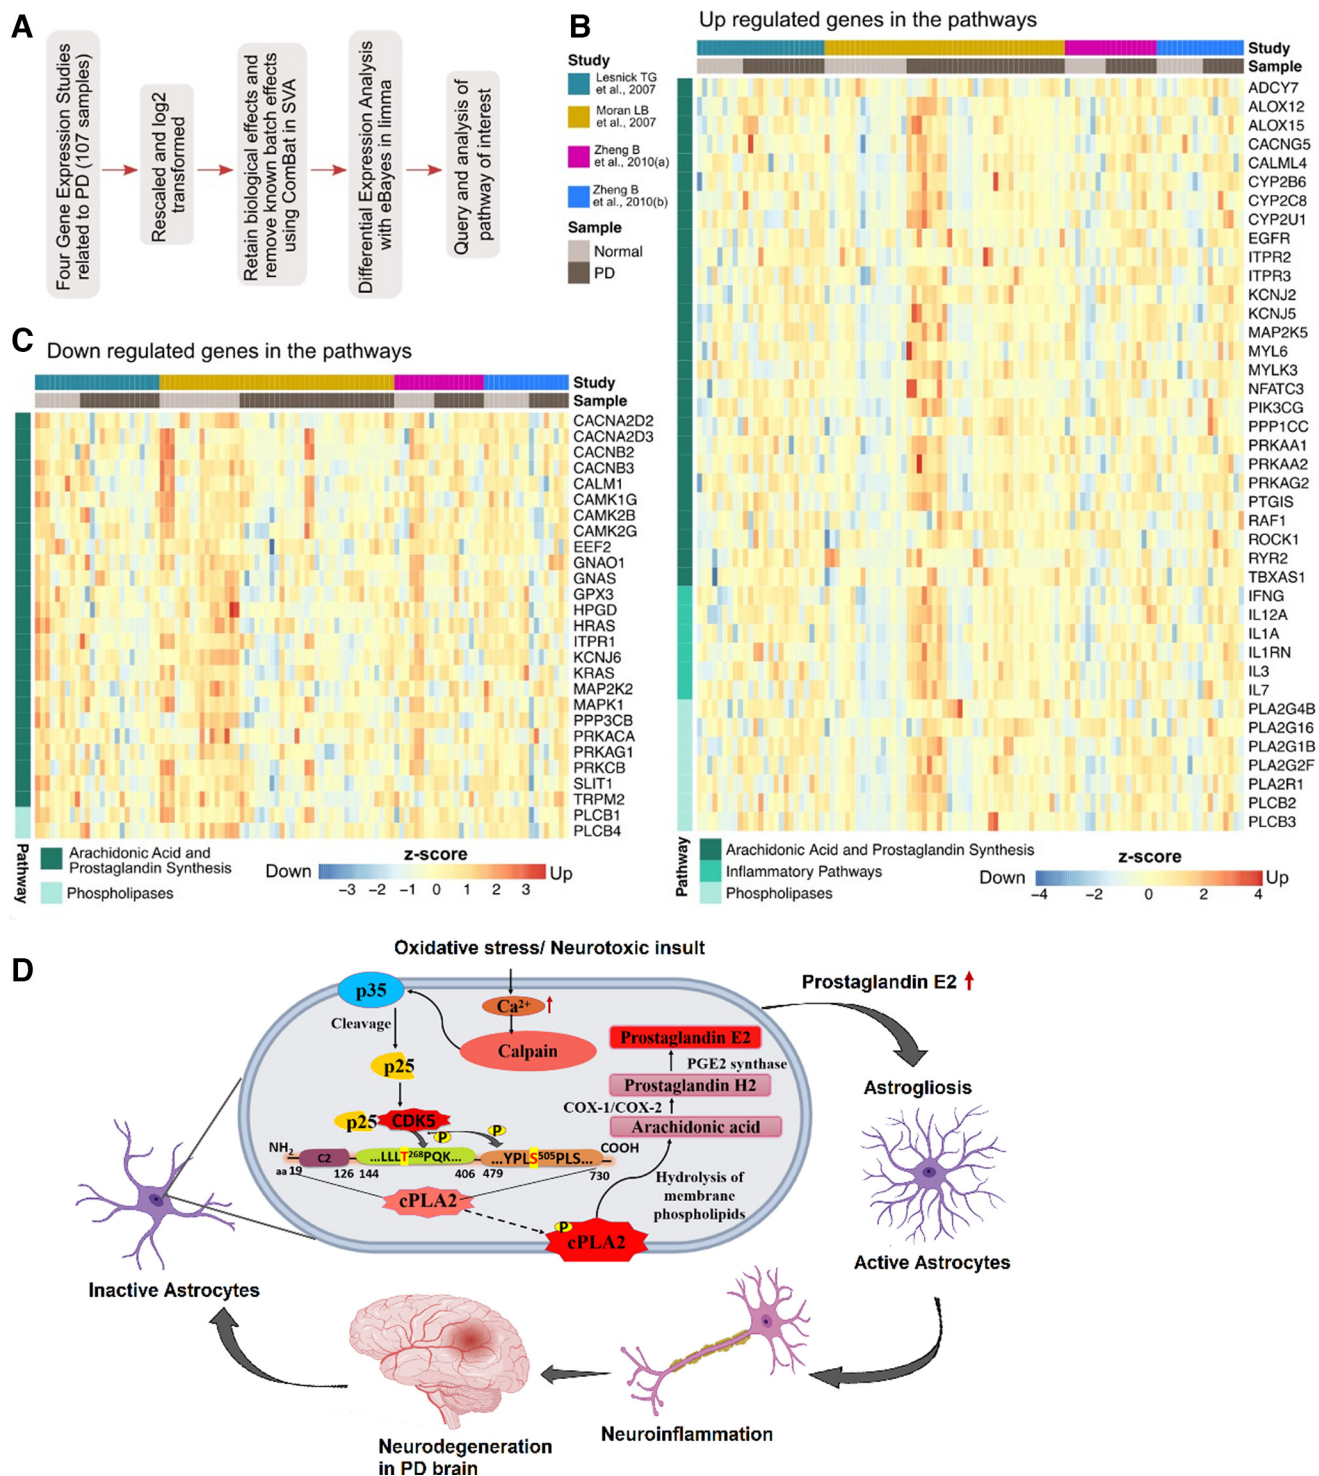 A
Four Gene Expression Studies
related to PD (107 samples)
Rescaled and log2
transformed
Retain biological effects and
remove known batch effects
using ComBat in SVA
Differential Expression Analysis
with eBayes in limma
Query and analysis of
pathway of interest
B
Up regulated genes in the pathways
Study
Lesnick TG
et al., 2007
Moran LB
et al., 2007
Zheng B
et al., 2010(a)
Zheng B
et al., 2010(b)
Sample
Normal
PD
Study
Sample
ADCY7
ALOX12
ALOX15
CACNG5
CALML4
CYP2B6
CYP2C8
CYP2U1
EGFR
ITPR2
ITPR3
KCNJ2
KCNJ5
MAP2K5
MYL6
MYLK3
NFATC3
PIK3CG
PPP1CC
PRKAA1
PRKAA2
PRKAG2
PTGIS
RAF1
ROCK1
RYR2
TBXAS1
IFNG
IL12A
IL1A
IL1RN
IL3
IL7
PLA2G4B
PLA2G16
PLA2G1B
PLA2G2F
PLA2R1
PLCB2
PLCB3
Pathway
Arachidonic Acid and Prostaglandin Synthesis
Inflammatory Pathways
Phospholipases
z-score
Down
Up
−4 −2 0 2 4
C
Down regulated genes in the pathways
Study
Sample
CACNA2D2
CACNA2D3
CACNB2
CACNB3
CALM1
CAMK1G
CAMK2B
CAMK2G
EEF2
GNAO1
GNAS
GPX3
HPGD
HRAS
ITPR1
KCNJ6
KRAS
MAP2K2
MAPK1
PPP3CB
PRKACA
PRKAG1
PRKCB
SLIT1
TRPM2
PLCB1
PLCB4
Pathway
Arachidonic Acid and
Prostaglandin Synthesis
Phospholipases
z-score
Down
Up
−3 −2 −1 0 1 2 3
D
Oxidative stress/ Neurotoxic insult
p35
Ca2+
Cleavage
Calpain
p25
p25 CDK5
P
P
NH2
C2
...LLLT268PQK...
...YPLS505PLS...
COOH
aa 19 126 144 406 479 730
cPLA2
P
cPLA2
Hydrolysis of
membrane
phospholipids
Arachidonic acid
COX-1/COX-2
Prostaglandin H2
PGE2 synthase
Prostaglandin E2
Prostaglandin E2
Astrogliosis
Active Astrocytes
Inactive Astrocytes
Neuroinflammation
Neurodegeneration
in PD brain